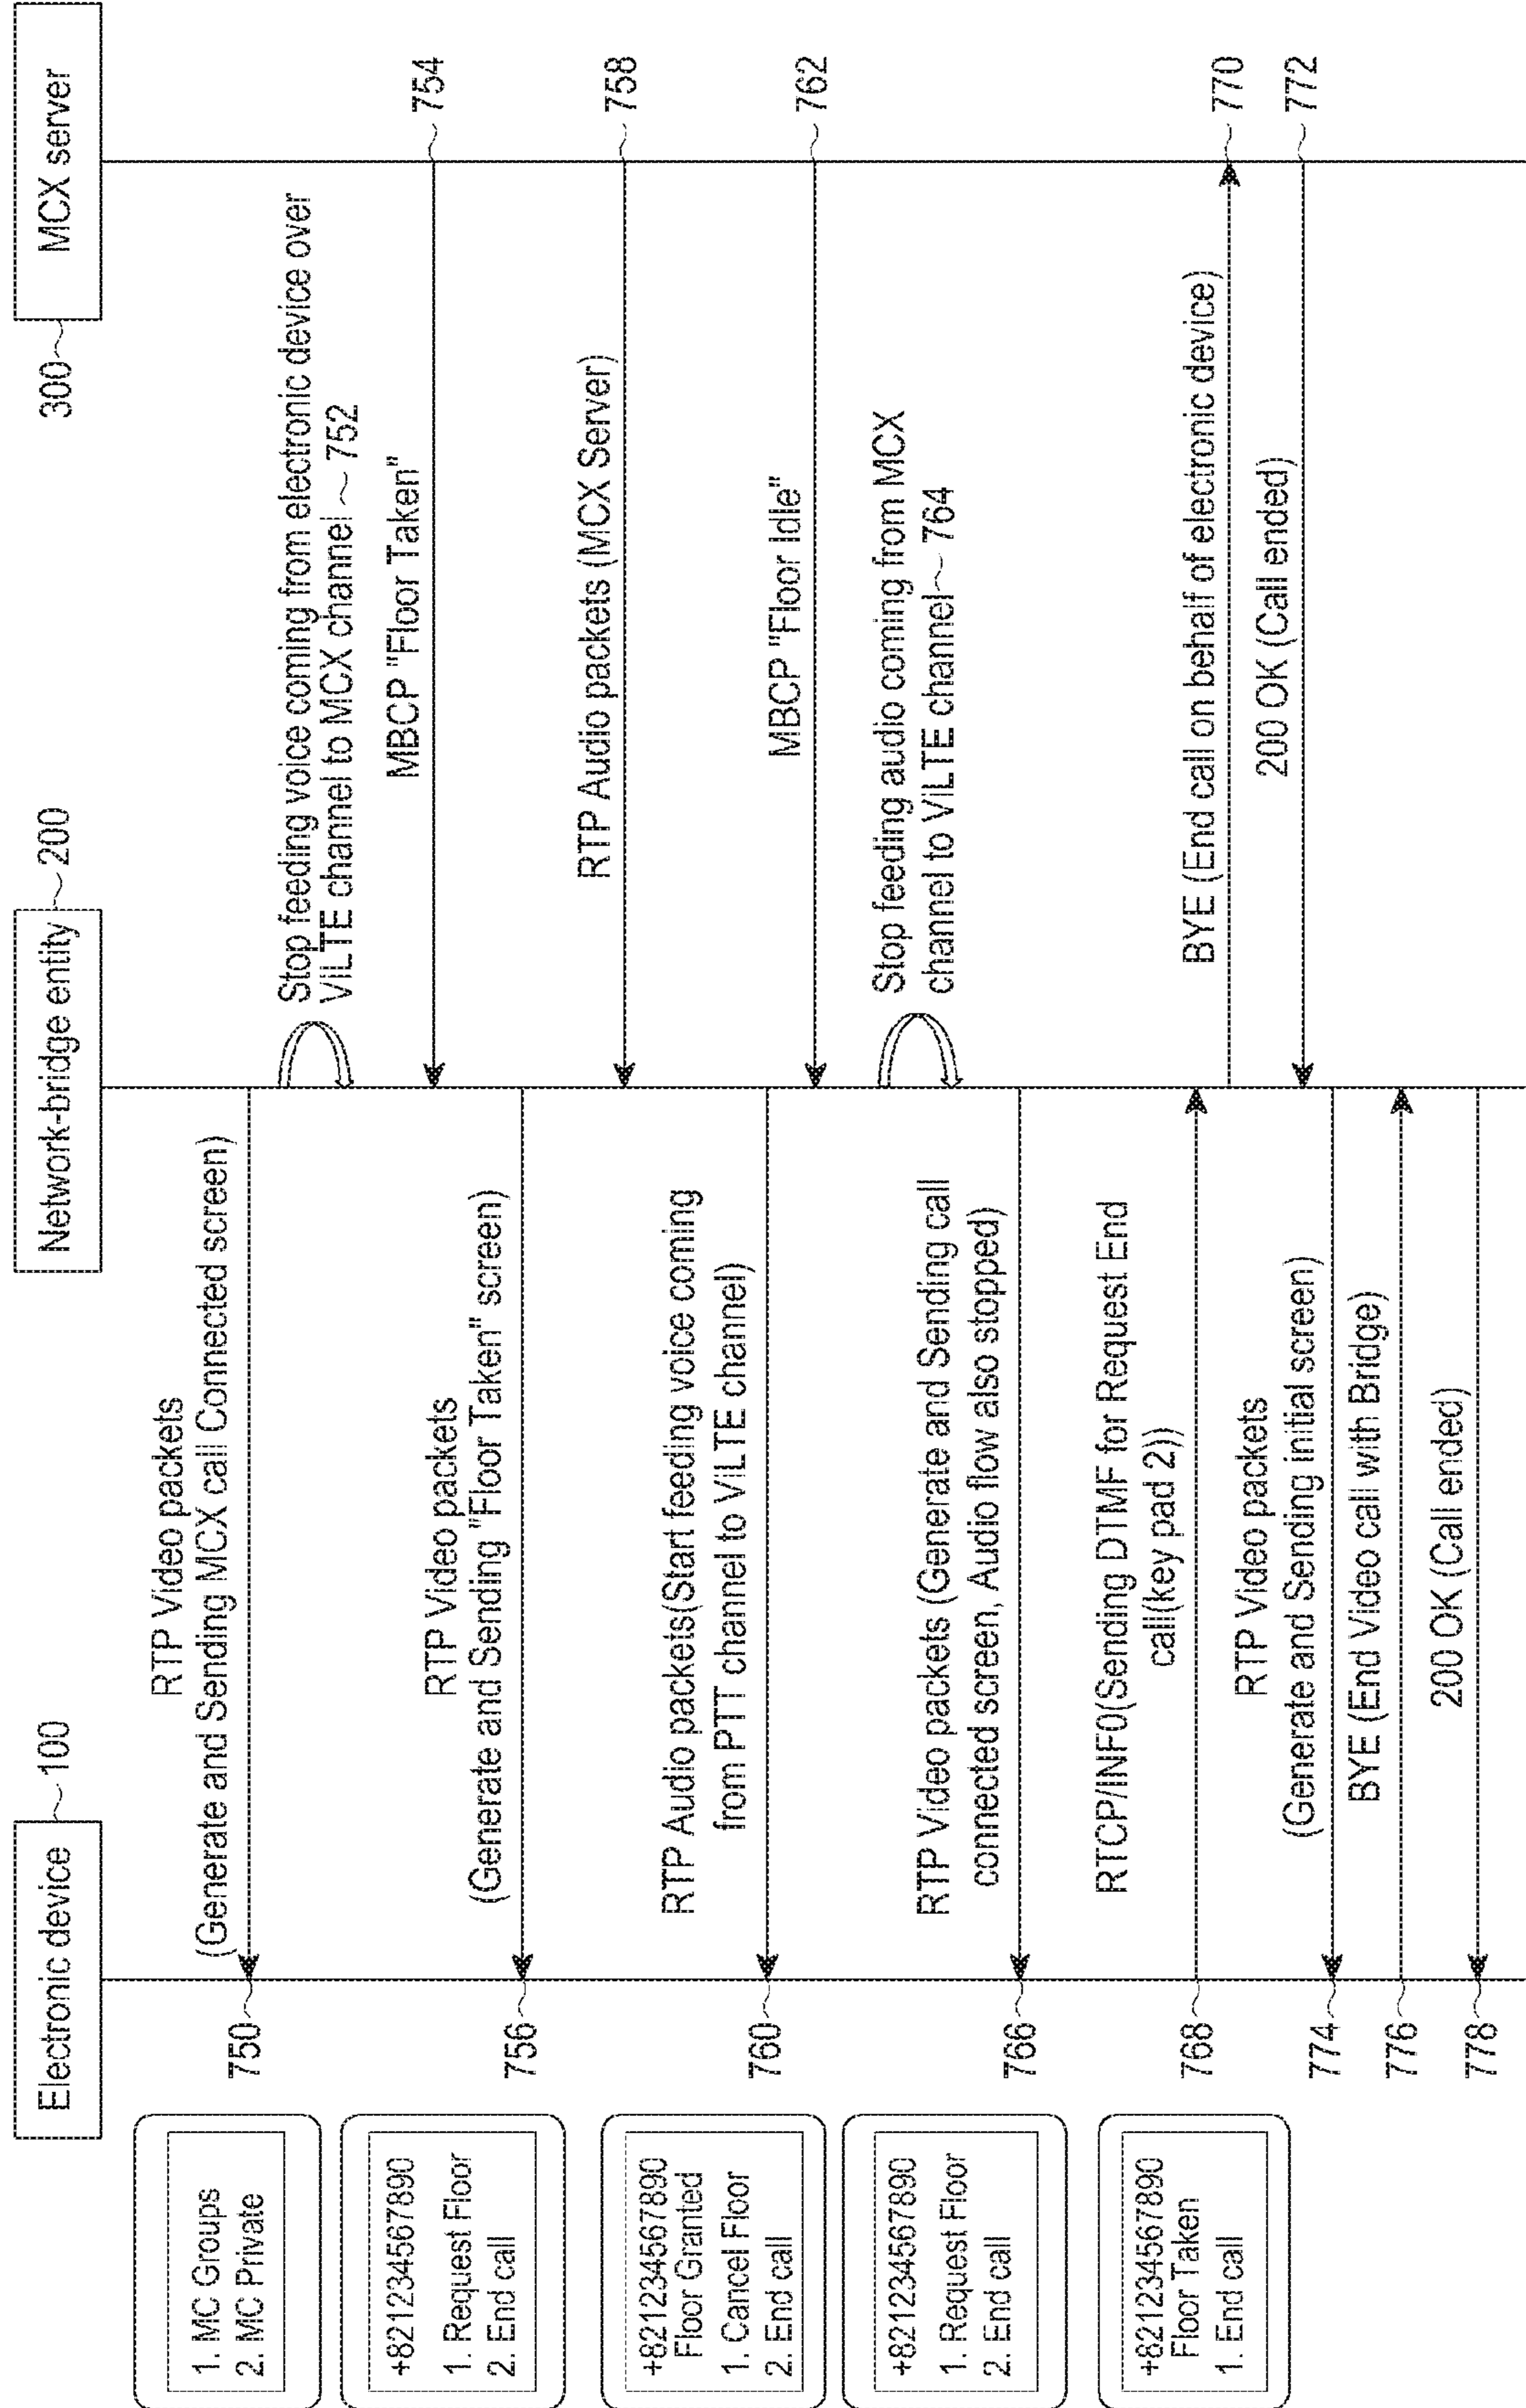 Electronic device ~ 100
Network-bridge entity ~ 200
300 ~ MCX server
1. MC Groups
2. MC Private
+821234567890
1. Request Floor
2. End call
+821234567890
Floor Granted
1. Cancel Floor
2. End call
+821234567890
1. Request Floor
2. End call
+821234567890
Floor Taken
1. End call
750
RTP Video packets
(Generate and Sending MCX call Connected screen)
Stop feeding voice coming from electronic device over
ViLTE channel to MCX channel ~ 752
MBCP "Floor Taken"
754
756
RTP Video packets
(Generate and Sending "Floor Taken" screen)
RTP Audio packets (MCX Server)
758
760
RTP Audio packets(Start feeding voice coming
from PTT channel to ViLTE channel)
MBCP "Floor Idle"
762
Stop feeding audio coming from MCX
channel to ViLTE channel ~ 764
766
RTP Video packets (Generate and Sending call
connected screen, Audio flow also stopped)
768
RTCP/INF0(Sending DTMF for Request End
call(key pad 2))
BYE (End call on behalf of electronic device)
770
200 OK (Call ended)
772
774
RTP Video packets
(Generate and Sending initial screen)
776
BYE (End Video call with Bridge)
778
200 OK (Call ended)